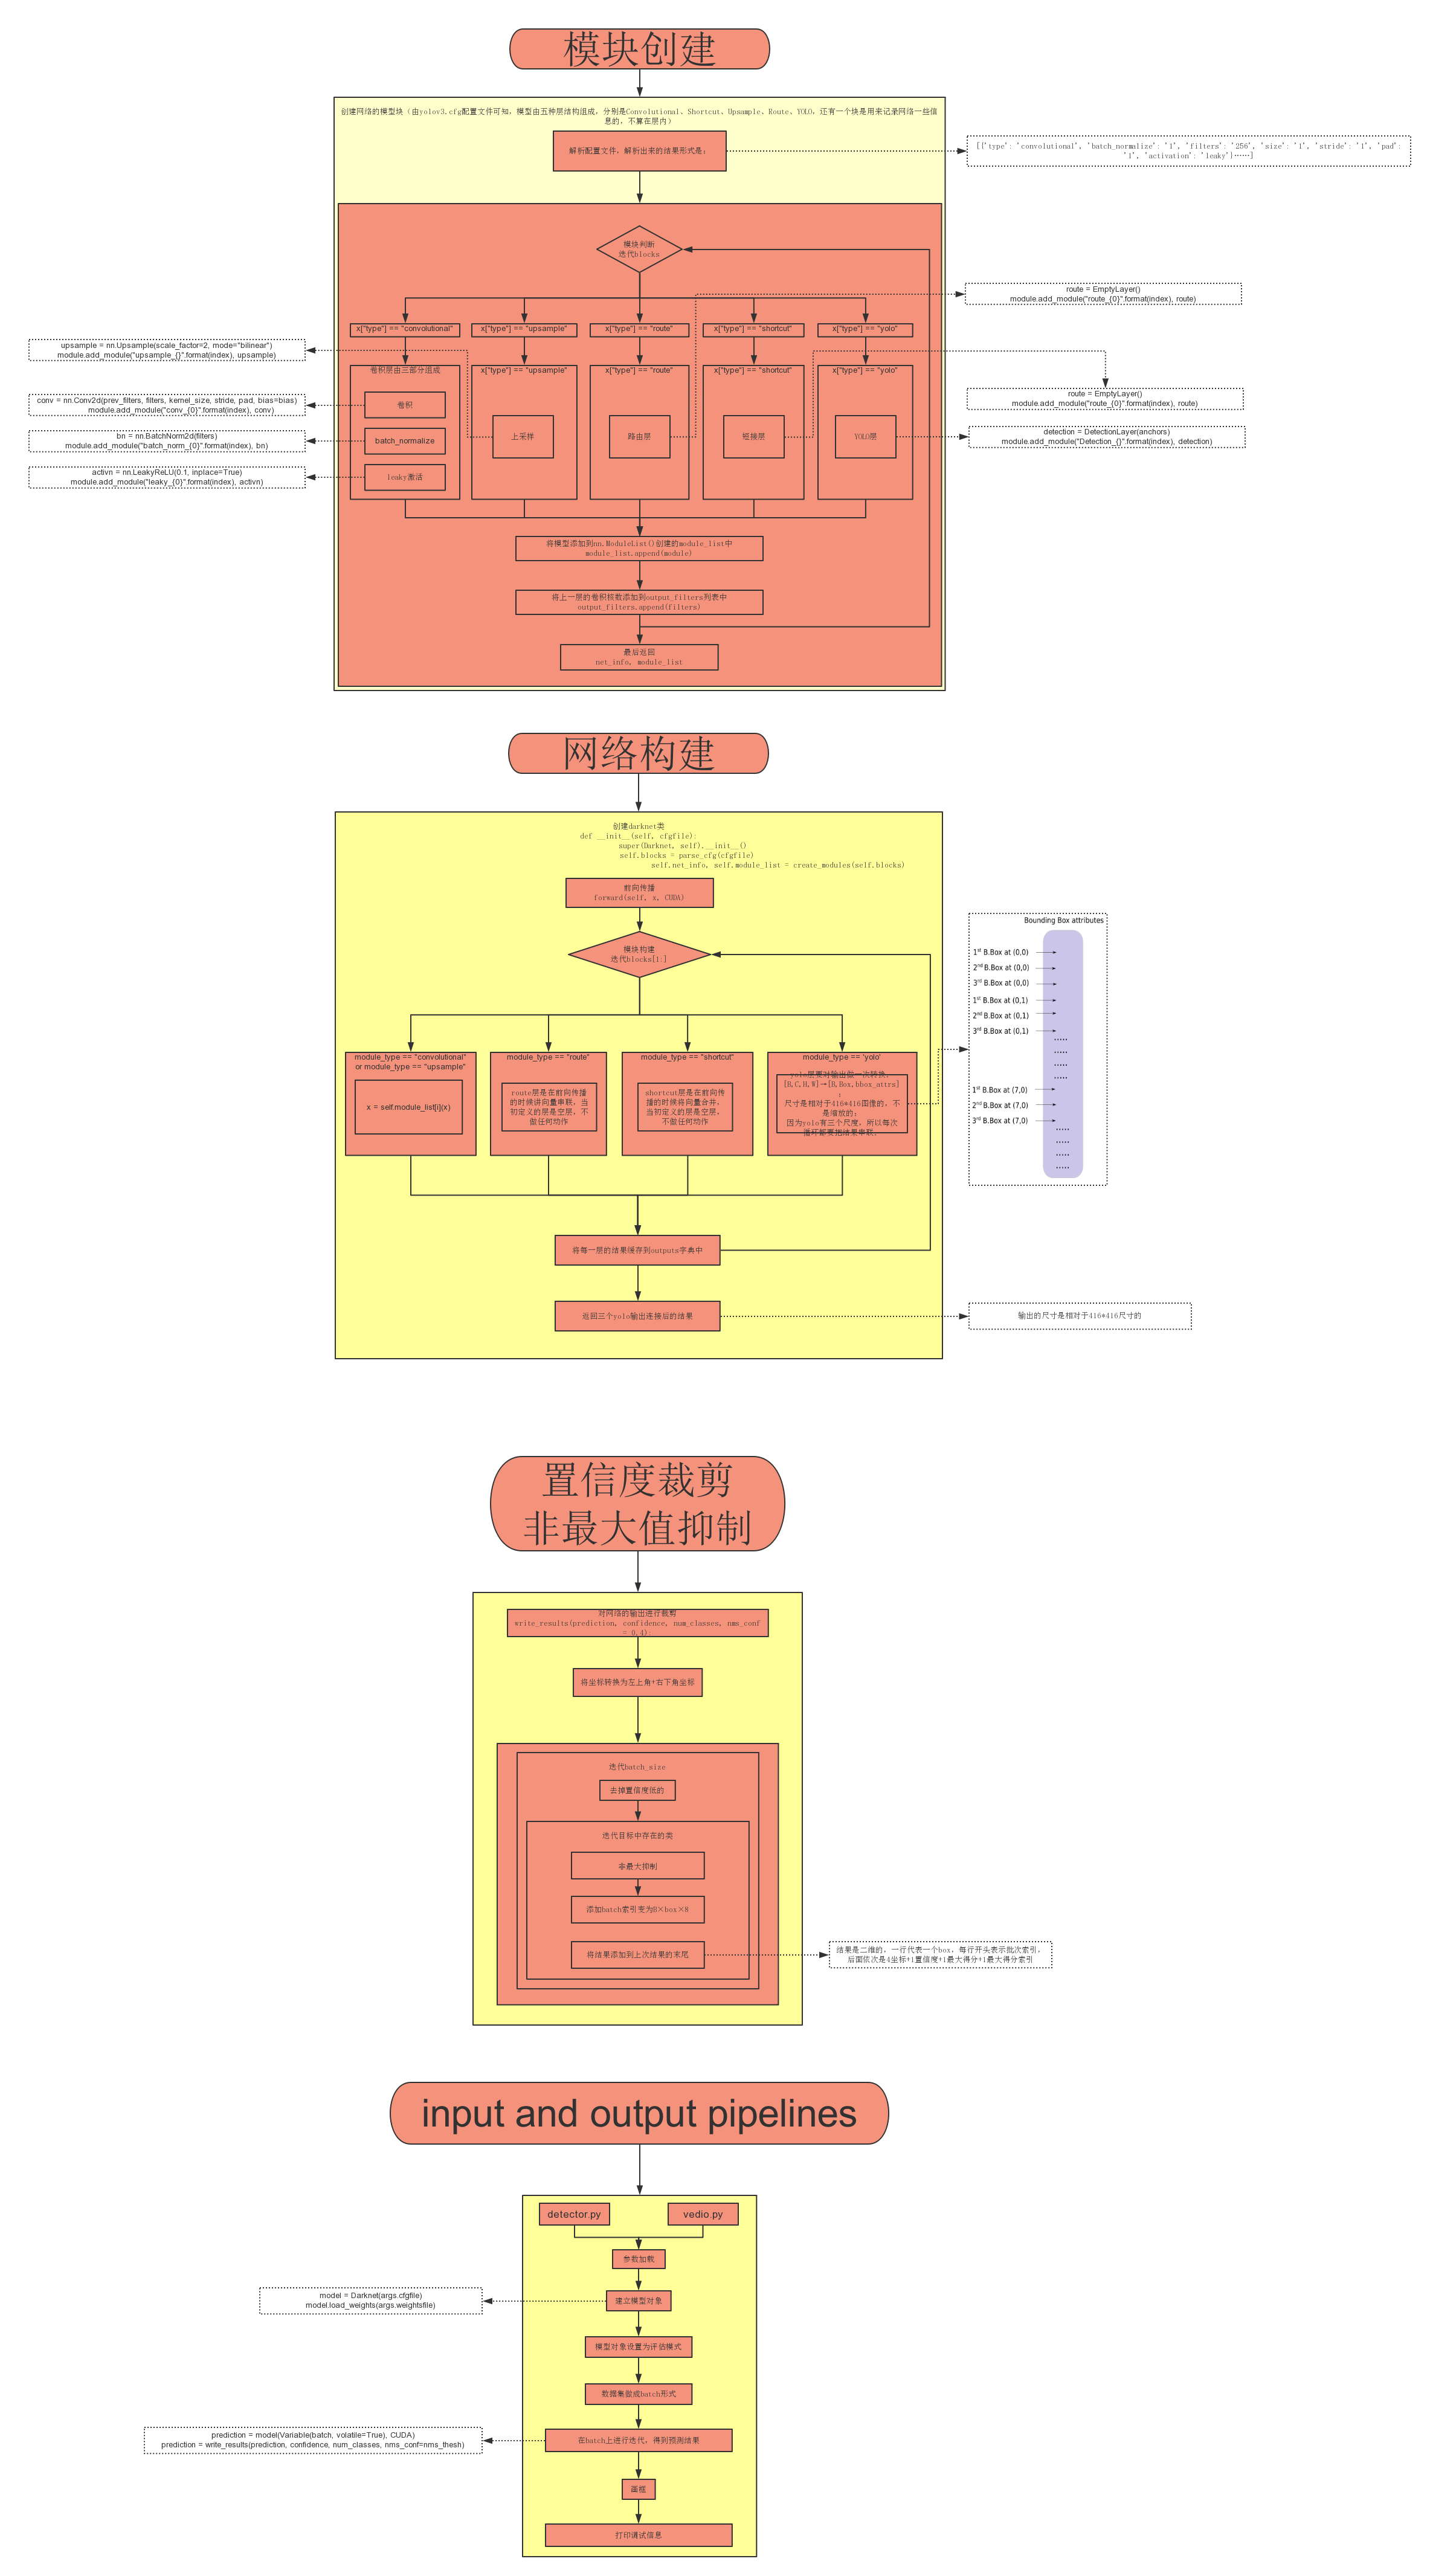 模块创建
创建网络的模型块（由yolov3.cfg配置文件可知，模型由五种层结构组成，分别是Convolutional、Shortcut、Upsample、Route、YOLO，还有一个块是用来记录网络一些信
息的，不算在层内）
解析配置文件，解析出来的结果形式是：
[{'type': 'convolutional', 'batch_normalize': '1', 'filters': '256', 'size': '1', 'stride': '1', 'pad':
'1', 'activation': 'leaky'}……]
模块判断
迭代blocks
route = EmptyLayer()
module.add_module("route_{0}".format(index), route)
x["type"] == "convolutional"
x["type"] == "upsample"
x["type"] == "route"
x["type"] == "shortcut"
x["type"] == "yolo"
upsample = nn.Upsample(scale_factor=2, mode="bilinear")
module.add_module("upsample_{}".format(index), upsample)
卷积层由三部分组成
x["type"] == "upsample"
x["type"] == "route"
x["type"] == "shortcut"
x["type"] == "yolo"
conv = nn.Conv2d(prev_filters, filters, kernel_size, stride, pad, bias=bias)
module.add_module("conv_{0}".format(index), conv)
卷积
route = EmptyLayer()
module.add_module("route_{0}".format(index), route)
bn = nn.BatchNorm2d(filters)
module.add_module("batch_norm_{0}".format(index), bn)
batch_normalize
上采样
路由层
短接层
YOLO层
detection = DetectionLayer(anchors)
module.add_module("Detection_{}".format(index), detection)
activn = nn.LeakyReLU(0.1, inplace=True)
module.add_module("leaky_{0}".format(index), activn)
leaky激活
将模型添加到nn.ModuleList()创建的module_list中
module_list.append(module)
将上一层的卷积核数添加到output_filters列表中
output_filters.append(filters)
最后返回
net_info, module_list
网络构建
创建darknet类
def __init__(self, cfgfile):
super(Darknet, self).__init__()
self.blocks = parse_cfg(cfgfile)
self.net_info, self.module_list = create_modules(self.blocks)
前向传播
forward(self, x, CUDA)
模块构建
迭代blocks[1:]
module_type == "convolutional"
or module_type == "upsample"
x = self.module_list[i](x)
module_type == "route"
route层是在前向传播
的时候讲向量串联，当
初定义的层是空层，不
做任何动作
module_type == "shortcut"
shortcut层是在前向传
播的时候将向量合并，
当初定义的层是空层，
不做任何动作
module_type == 'yolo'
yolo层要对输出做一次转换，
[B,C,H,W]→[B,Box,bbox_attrs]
；
尺寸是相对于416*416图像的，不
是缩放的；
因为yolo有三个尺度，所以每次
循环都要把结果串联；
Bounding Box attributes
1st B.Box at (0,0)
2nd B.Box at (0,0)
3rd B.Box at (0,0)
1st B.Box at (0,1)
2nd B.Box at (0,1)
3rd B.Box at (0,1)
.....
.....
.....
.....
1st B.Box at (7,0)
2nd B.Box at (7,0)
3rd B.Box at (7,0)
.....
.....
.....
.....
将每一层的结果缓存到outputs字典中
返回三个yolo输出连接后的结果
输出的尺寸是相对于416*416尺寸的
置信度裁剪
非最大值抑制
对网络的输出进行裁剪
write_results(prediction, confidence, num_classes, nms_conf
= 0.4):
将坐标转换为左上角+右下角坐标
迭代batch_size
去掉置信度低的
迭代目标中存在的类
非最大抑制
添加batch索引变为B×box×8
将结果添加到上次结果的末尾
结果是二维的，一行代表一个box，每行开头表示批次索引，
后面依次是4坐标+1置信度+1最大得分+1最大得分索引
input and output pipelines
detector.py
vedio.py
参数加载
model = Darknet(args.cfgfile)
model.load_weights(args.weightsfile)
建立模型对象
模型对象设置为评估模式
数据集做成batch形式
prediction = model(Variable(batch, volatile=True), CUDA)
prediction = write_results(prediction, confidence, num_classes, nms_conf=nms_thesh)
在batch上进行迭代，得到预测结果
画框
打印调试信息